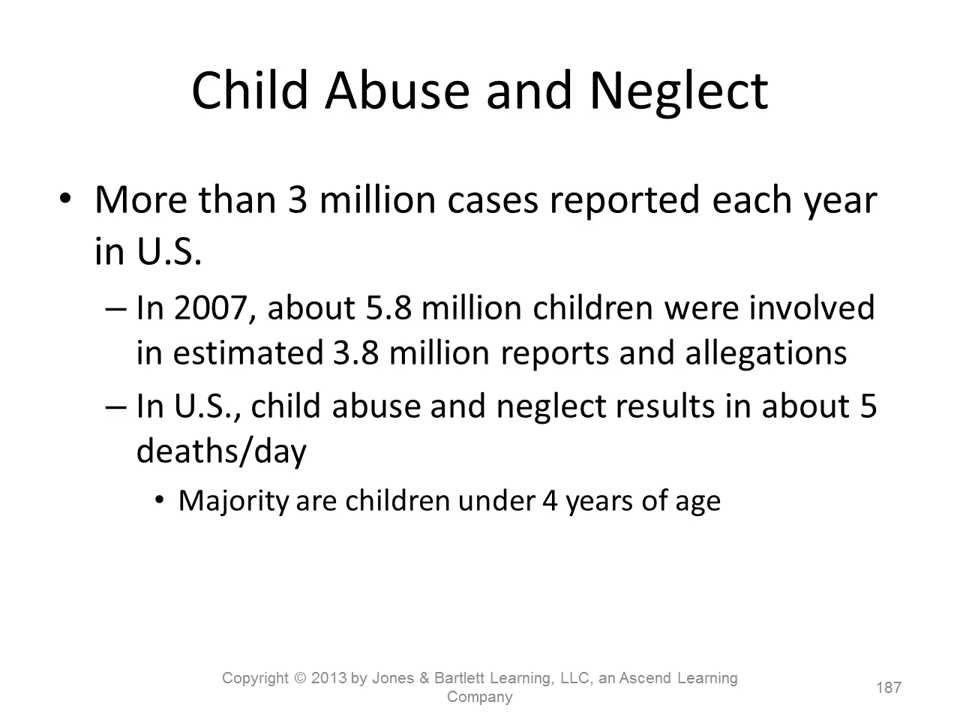 Child Abuse and Neglect
• More than 3 million cases reported each year
in U.S.
– In 2007, about 5.8 million children were involved
in estimated 3.8 million reports and allegations
– In U.S., child abuse and neglect results in about 5
deaths/day
• Majority are children under 4 years of age
Copyright © 2013 by Jones & Bartlett Learning, LLC, an Ascend Learning
Company
187